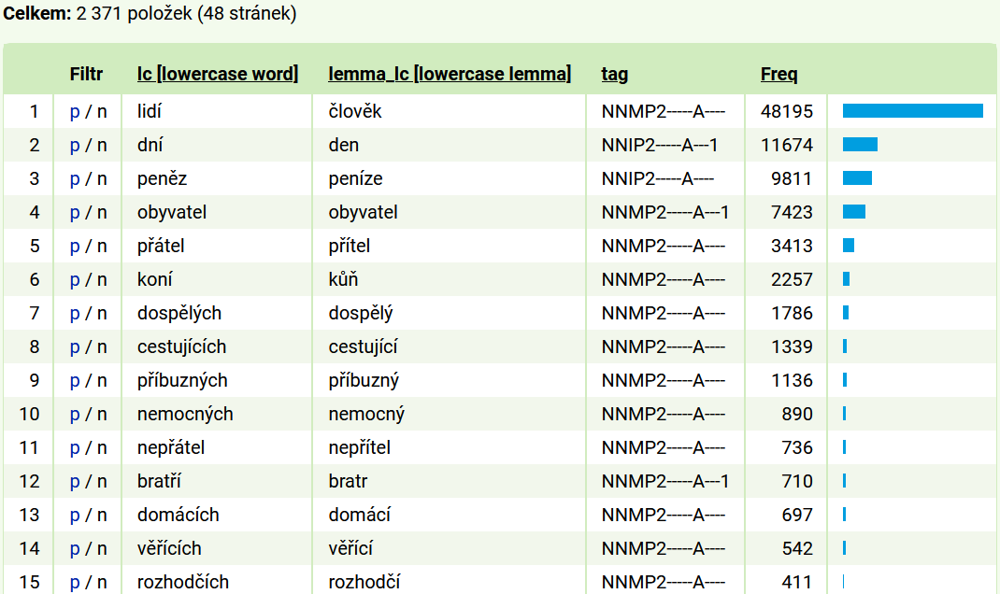 Celkem: 2 371 položek (48 stránek)
Filtr lc [lowercase word] lemma_lc [lowercase lemma] tag Freq
1 p / n lidí člověk NNMP2-----A---- 48195
2 p / n dní den NNIP2-----A---1 11674
3 p / n peněz peníze NNIP2-----A---- 9811
4 p / n obyvatel obyvatel NNMP2-----A---1 7423
5 p / n přátel přítel NNMP2-----A---- 3413
6 p / n koní kůň NNMP2-----A---- 2257
7 p / n dospělých dospělý NNMP2-----A---- 1786
8 p / n cestujících cestující NNMP2-----A---- 1339
9 p / n příbuzných příbuzný NNMP2-----A---- 1136
10 p / n nemocných nemocný NNMP2-----A---- 890
11 p / n nepřátel nepřítel NNMP2-----A---- 736
12 p / n bratří bratr NNMP2-----A---1 710
13 p / n domácích domácí NNMP2-----A---- 697
14 p / n věřících věřící NNMP2-----A---- 542
15 p / n rozhodčích rozhodčí NNMP2-----A---- 411